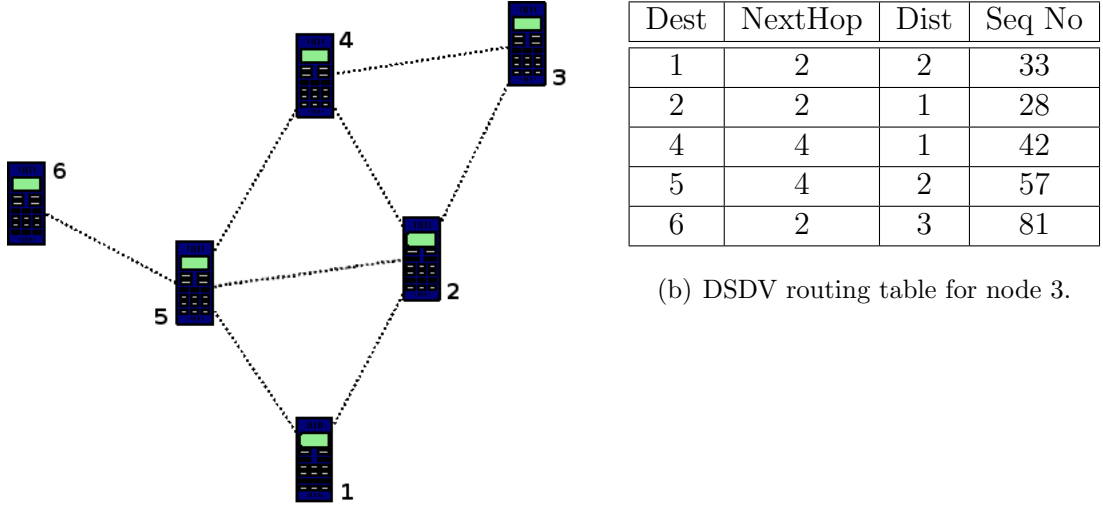 4
3
6
2
5
1
Dest NextHop Dist Seq No
1 2 2 33
2 2 1 28
4 4 1 42
5 4 2 57
6 2 3 81
(b) DSDV routing table for node 3.